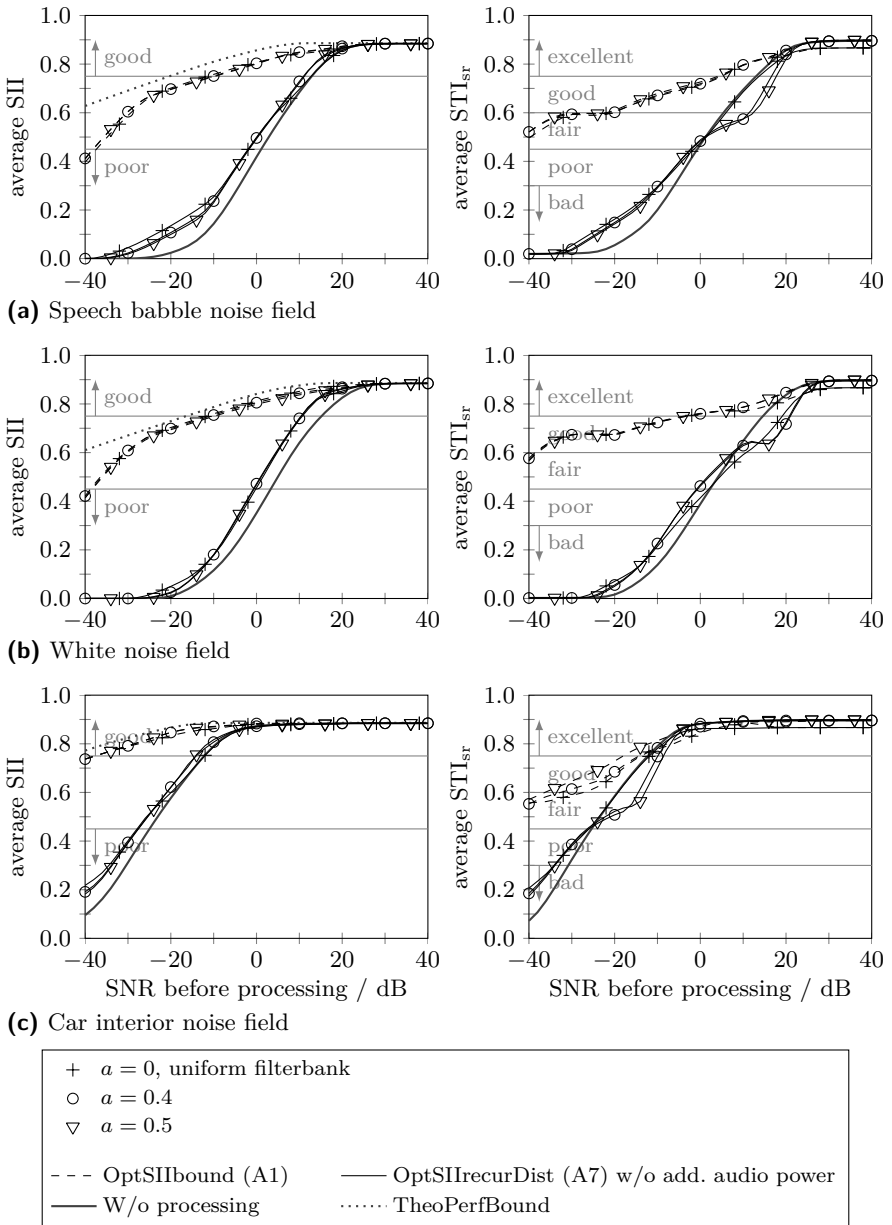 1.0
0.8
0.6
0.4
0.2
0.0
average SII
good
poor
−40 −20 0 20 40
1.0
0.8
0.6
0.4
0.2
0.0
average STIsr
excellent
good
fair
poor
bad
−40 −20 0 20 40
(a) Speech babble noise field
1.0
0.8
0.6
0.4
0.2
0.0
average SII
good
poor
−40 −20 0 20 40
1.0
0.8
0.6
0.4
0.2
0.0
average STIsr
excellent
good
fair
poor
bad
−40 −20 0 20 40
(b) White noise field
1.0
0.8
0.6
0.4
0.2
0.0
average SII
good
poor
−40 −20 0 20 40
SNR before processing / dB
1.0
0.8
0.6
0.4
0.2
0.0
average STIsr
excellent
good
fair
poor
bad
−40 −20 0 20 40
SNR before processing / dB
(c) Car interior noise field
a = 0, uniform filterbank
a = 0.4
a = 0.5
OptSIIbound (A1) OptSIIrecurDist (A7) w/o add. audio power
W/o processing TheoPerfBound